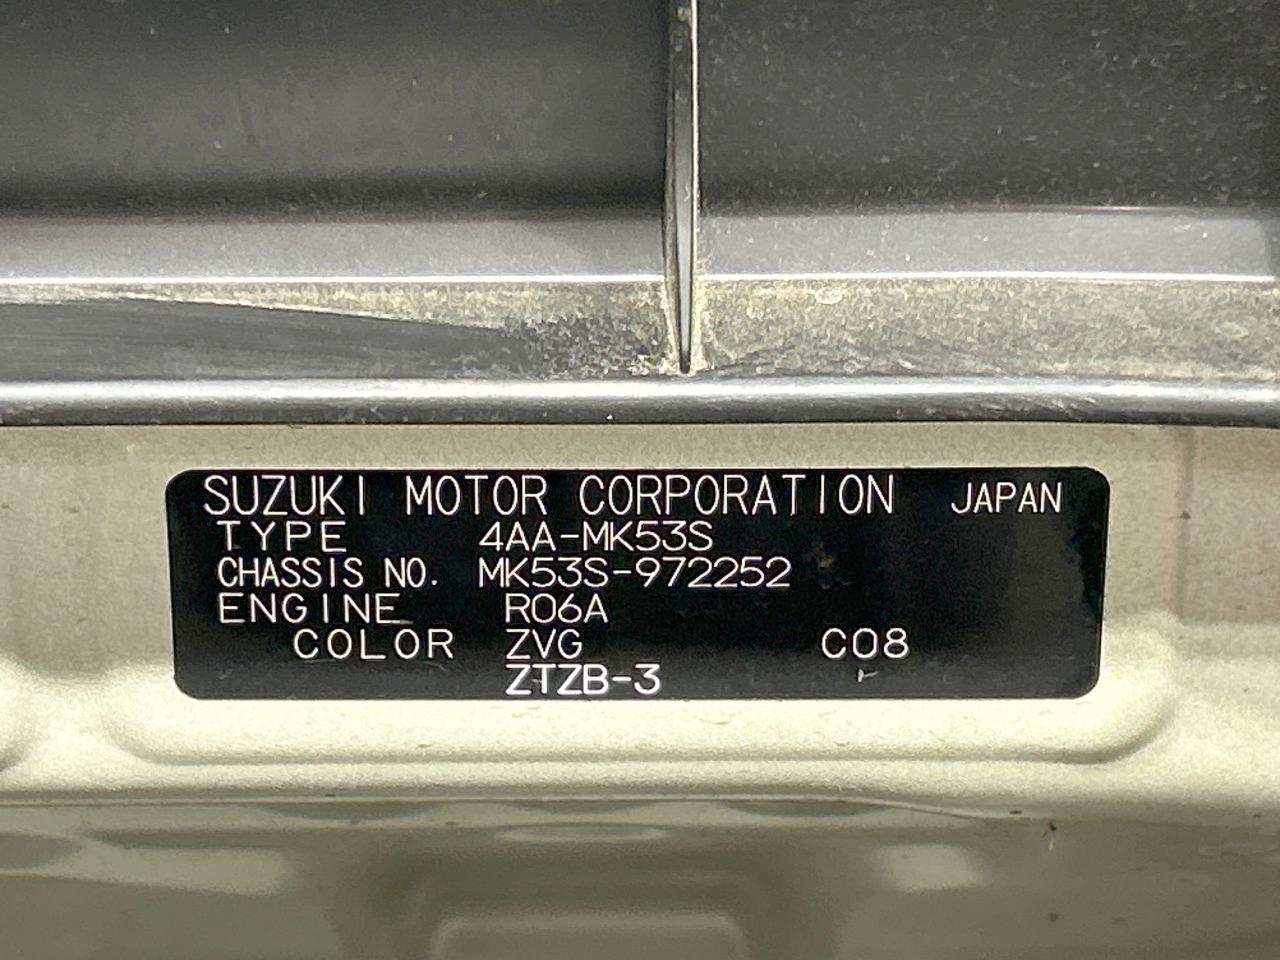 SUZUKI MOTOR CORPORATION JAPAN
TYPE 4AA-MK53S
CHASSIS NO. MK53S-972252
ENGINE R06A
COLOR ZVG C08
ZTZB-3